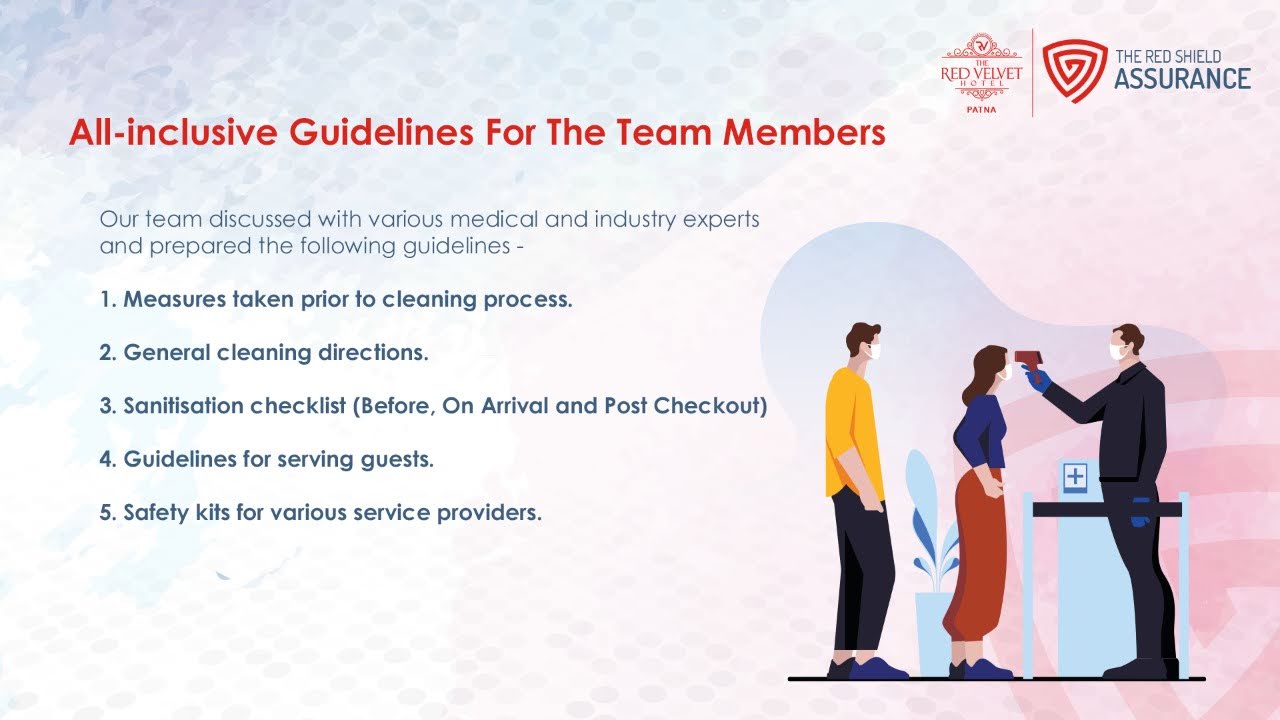 RV
THE
RED VELVET
HOTEL
PATNA
THE RED SHIELD
ASSURANCE
All-inclusive Guidelines For The Team Members
Our team discussed with various medical and industry experts
and prepared the following guidelines -
1. Measures taken prior to cleaning process.
2. General cleaning directions.
3. Sanitisation checklist (Before, On Arrival and Post Checkout)
4. Guidelines for serving guests.
5. Safety kits for various service providers.